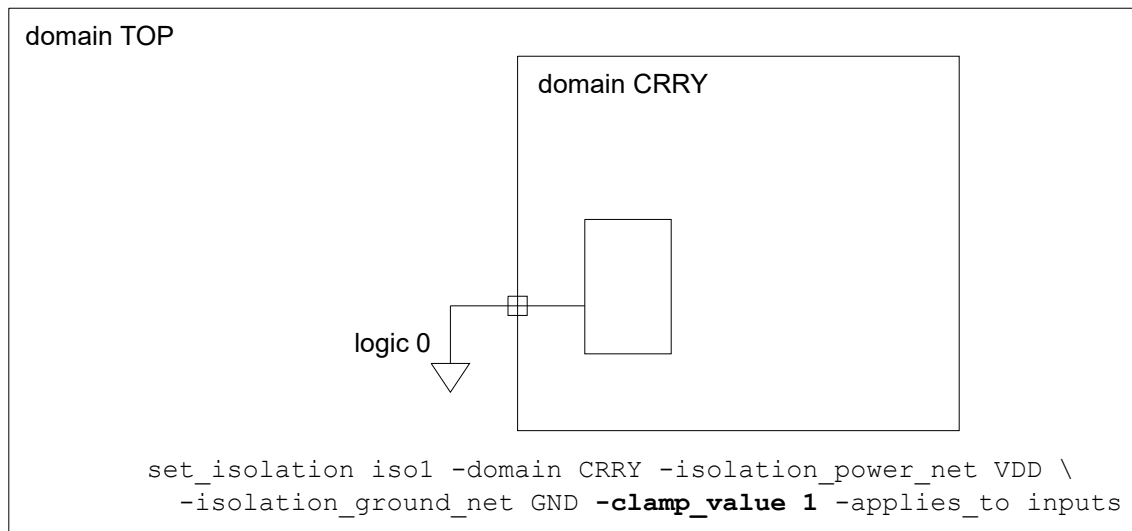 domain TOP
domain CRRY
logic 0
set_isolation iso1 -domain CRRY -isolation_power_net VDD \
-isolation_ground_net GND -clamp_value 1 -applies_to inputs